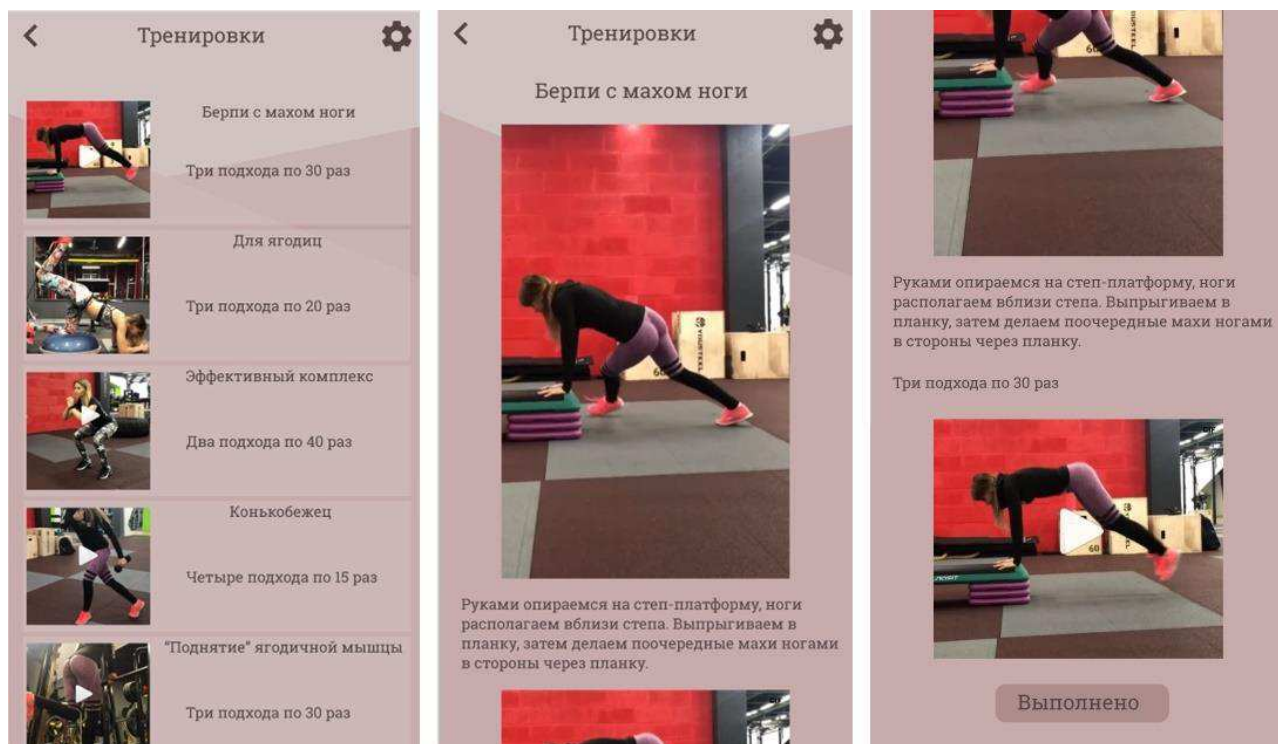 Тренировки
Берпи с махом ноги
Три подхода по 30 раз
Для ягодиц
Три подхода по 20 раз
Эффективный комплекс
Два подхода по 40 раз
Конькобежец
Четыре подхода по 15 раз
"Поднятие" ягодичной мышцы
Три подхода по 30 раз
Тренировки
Берпи с махом ноги
60
Руками опираемся на степ-платформу, ноги
располагаем вблизи степа. Выпрыгиваем в
планку, затем делаем поочередные махи ногами
в стороны через планку.
60
Руками опираемся на степ-платформу, ноги
располагаем вблизи степа. Выпрыгиваем в
планку, затем делаем поочередные махи ногами
в стороны через планку.
Три подхода по 30 раз
GIF
60
Выполнено